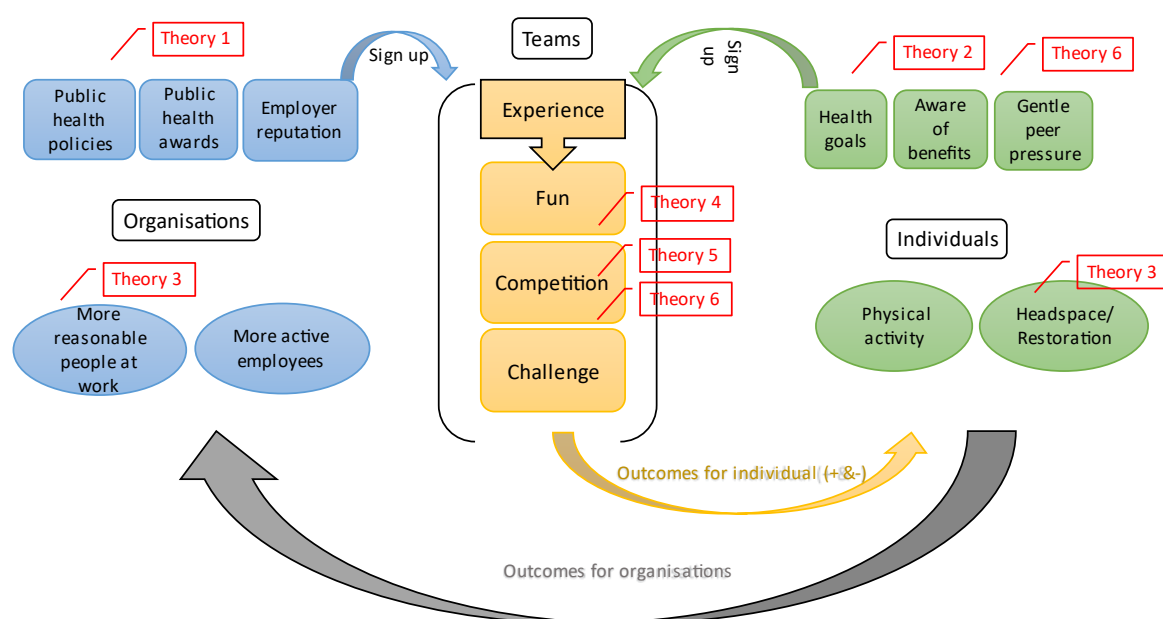 Theory 1
Sign up
Teams
Sign
up
Theory 2
Theory 6
Public
health
policies
Public
health
awards
Employer
reputation
Experience
Health
goals
Aware
of
benefits
Gentle
peer
pressure
Fun
Theory 4
Organisations
Individuals
Competition
Theory 5
Theory 6
Theory 3
Theory 3
More
reasonable
people at
work
More active
employees
Physical
activity
Headspace/
Restoration
Challenge
Outcomes for individual (+ &-)
Outcomes for organisations